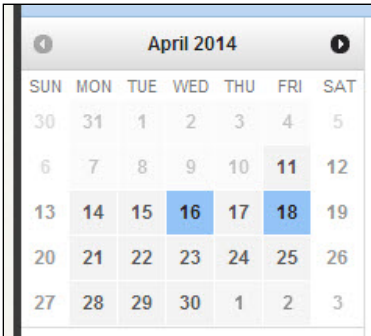 April 2014
SUN MON TUE WED THU FRI SAT
30 31 1 2 3 4 5
6 7 8 9 10 11 12
13 14 15 16 17 18 19
20 21 22 23 24 25 26
27 28 29 30 1 2 3